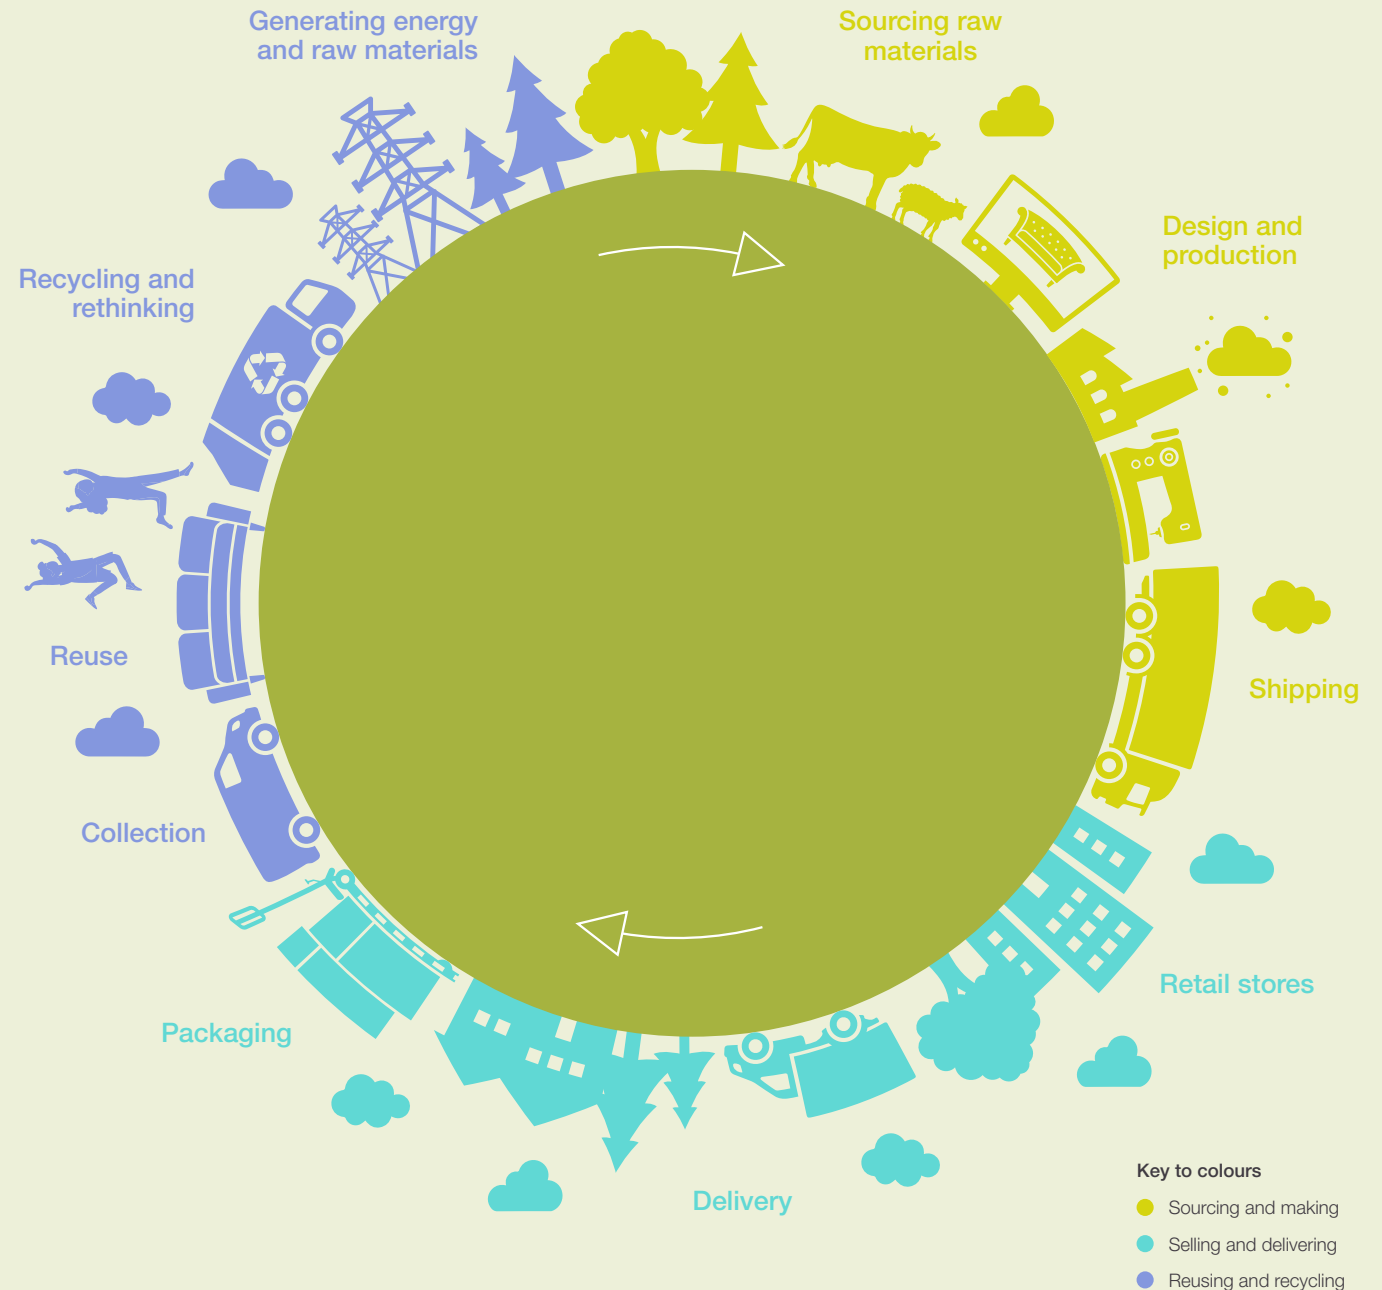 Generating energy
and raw materials
Sourcing raw
materials
Design and
production
Recycling and
rethinking
Reuse
Shipping
Collection
Retail stores
Packaging
Delivery
Key to colours
Sourcing and making
Selling and delivering
Reusing and recycling